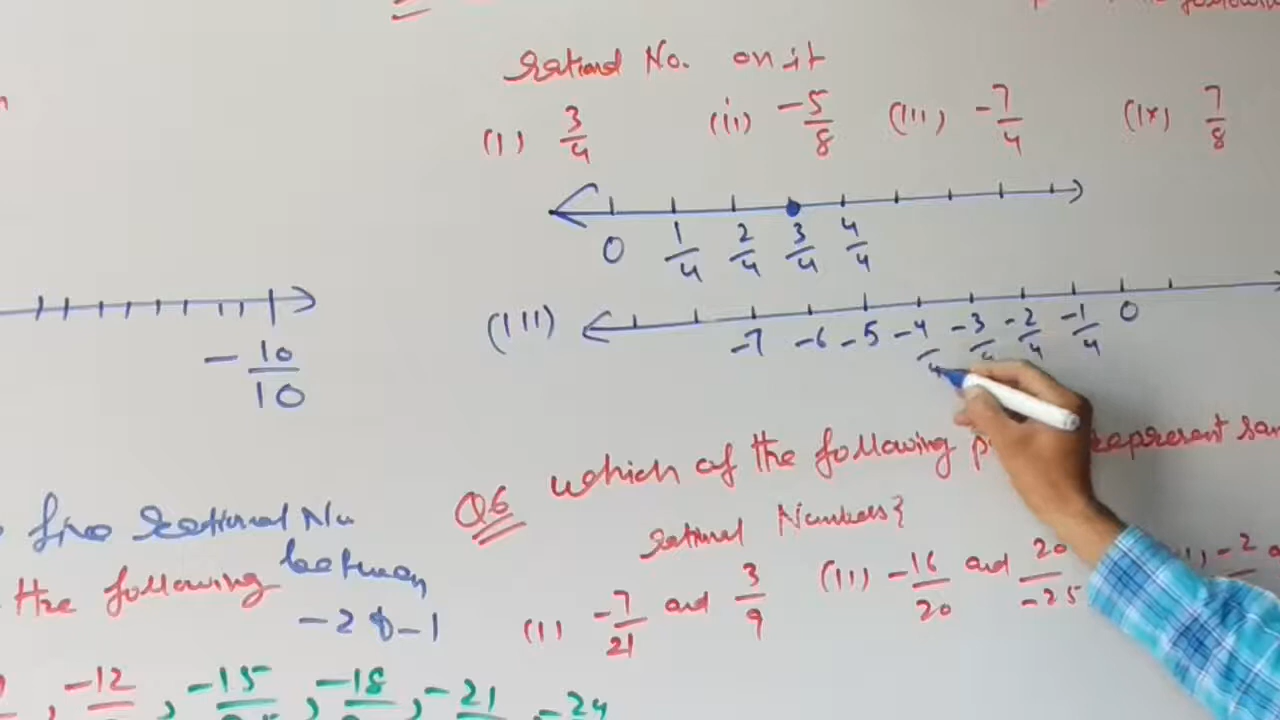 Rational No. on it
(I) 3/4 (ii) -5/8 (III) -7/4 (IV) 7/8
0 1/4 2/4 3/4 4/4
(III) -7 -6 -5 -4/4 -3/4 -2/4 -1/4 0
-10/10
Q6 which of the following represent
Rational Numbers
(I) -7/21 and 3/9 (II) -16/20 and 20/-25 -2
five Rational Nu
between
the following
-2 & -1
-12, -15, -18, -21, -24